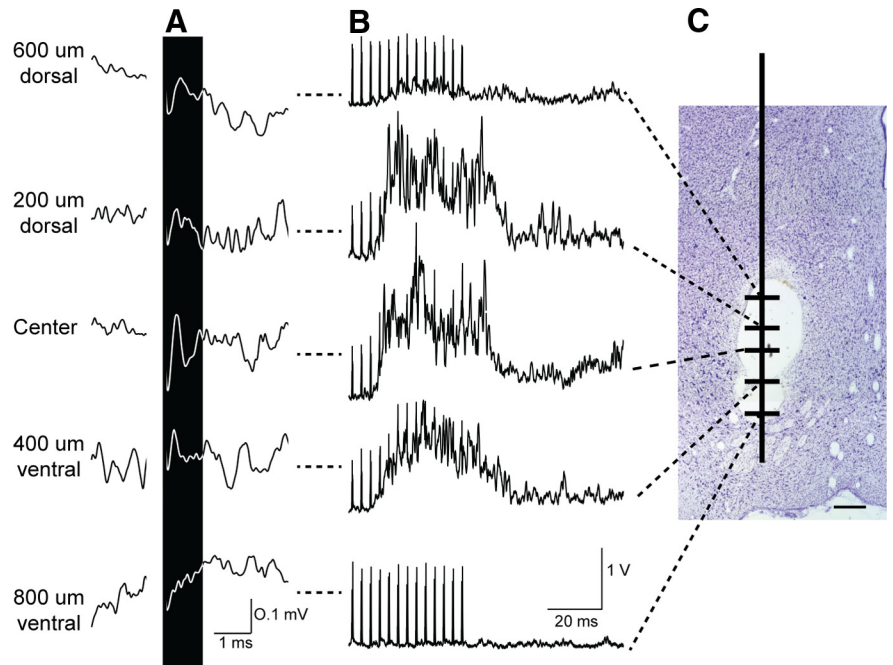 A
B
C
600 um
dorsal
200 um
dorsal
Center
400 um
ventral
800 um
ventral
0.1 mV
1 ms
1 V
20 ms